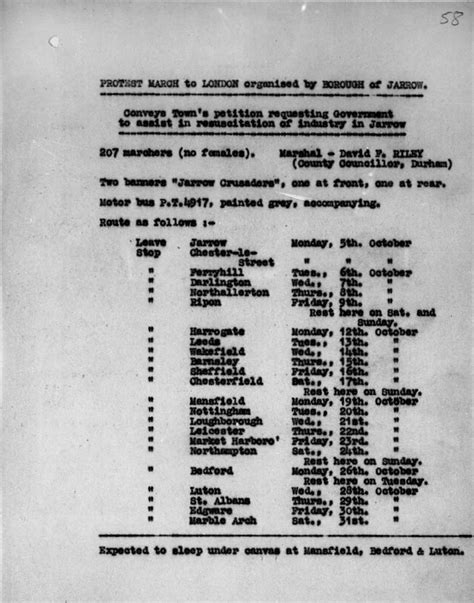 58
PROTEST MARCH to LONDON organised by BOROUGH of JARROW.
Conveys Town's petition requesting Government
to assist in resuscitation of industry in Jarrow
207 marchers (no females). Marshal - David F. RILEY
(County Councillor, Durham)
Two banners "Jarrow Crusaders", one at front, one at rear.
Motor bus P.T.4917, painted grey, accompanying.
Route as follows :-
Leave Jarrow Monday, 5th. October
Stop Chester-le-
Street " " "
" Ferryhill Tues., 6th. October
" Darlington Wed., 7th. "
" Northallerton Thurs., 8th. "
" Ripon Friday, 9th. "
Rest here on Sat. and
Sunday.
" Harrogate Monday, 12th. October
" Leeds Tues., 13th. "
" Wakefield Wed., 14th. "
" Barnsley Thurs., 15th. "
" Sheffield Friday, 16th. "
" Chesterfield Sat., 17th. "
Rest here on Sunday.
" Mansfield Monday, 19th. October
" Nottingham Tues., 20th. "
" Loughborough Wed., 21st. "
" Leicester Thurs., 22nd. "
" Market Harboro' Friday, 23rd. "
" Northampton Sat., 24th. "
Rest here on Sunday.
" Bedford Monday, 26th. October
Rest here on Tuesday.
" Luton Wed., 28th. October
" St. Albans Thurs., 29th. "
" Edgware Friday, 30th. "
" Marble Arch Sat., 31st. "
Expected to sleep under canvas at Mansfield, Bedford & Luton.